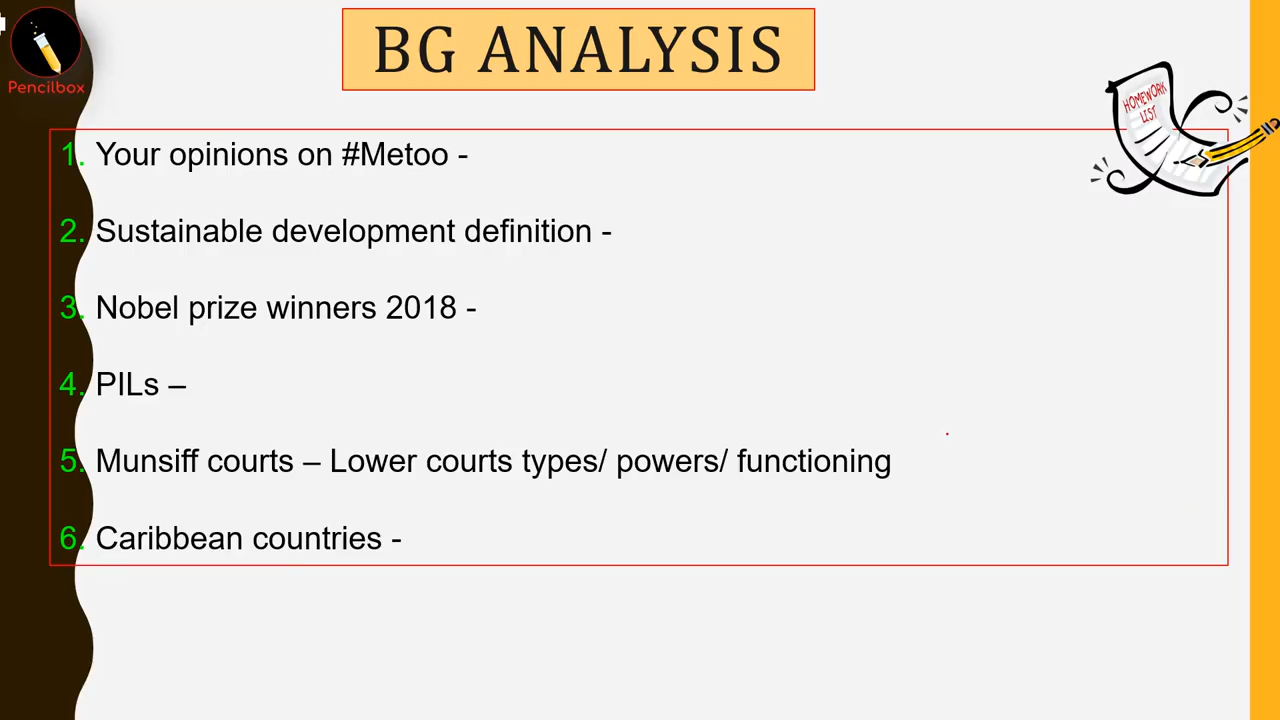 Pencilbox
BG ANALYSIS
HOMEWORK
LIST
1. Your opinions on #Metoo -
2. Sustainable development definition -
3. Nobel prize winners 2018 -
4. PILs –
5. Munsiff courts – Lower courts types/ powers/ functioning
6. Caribbean countries -